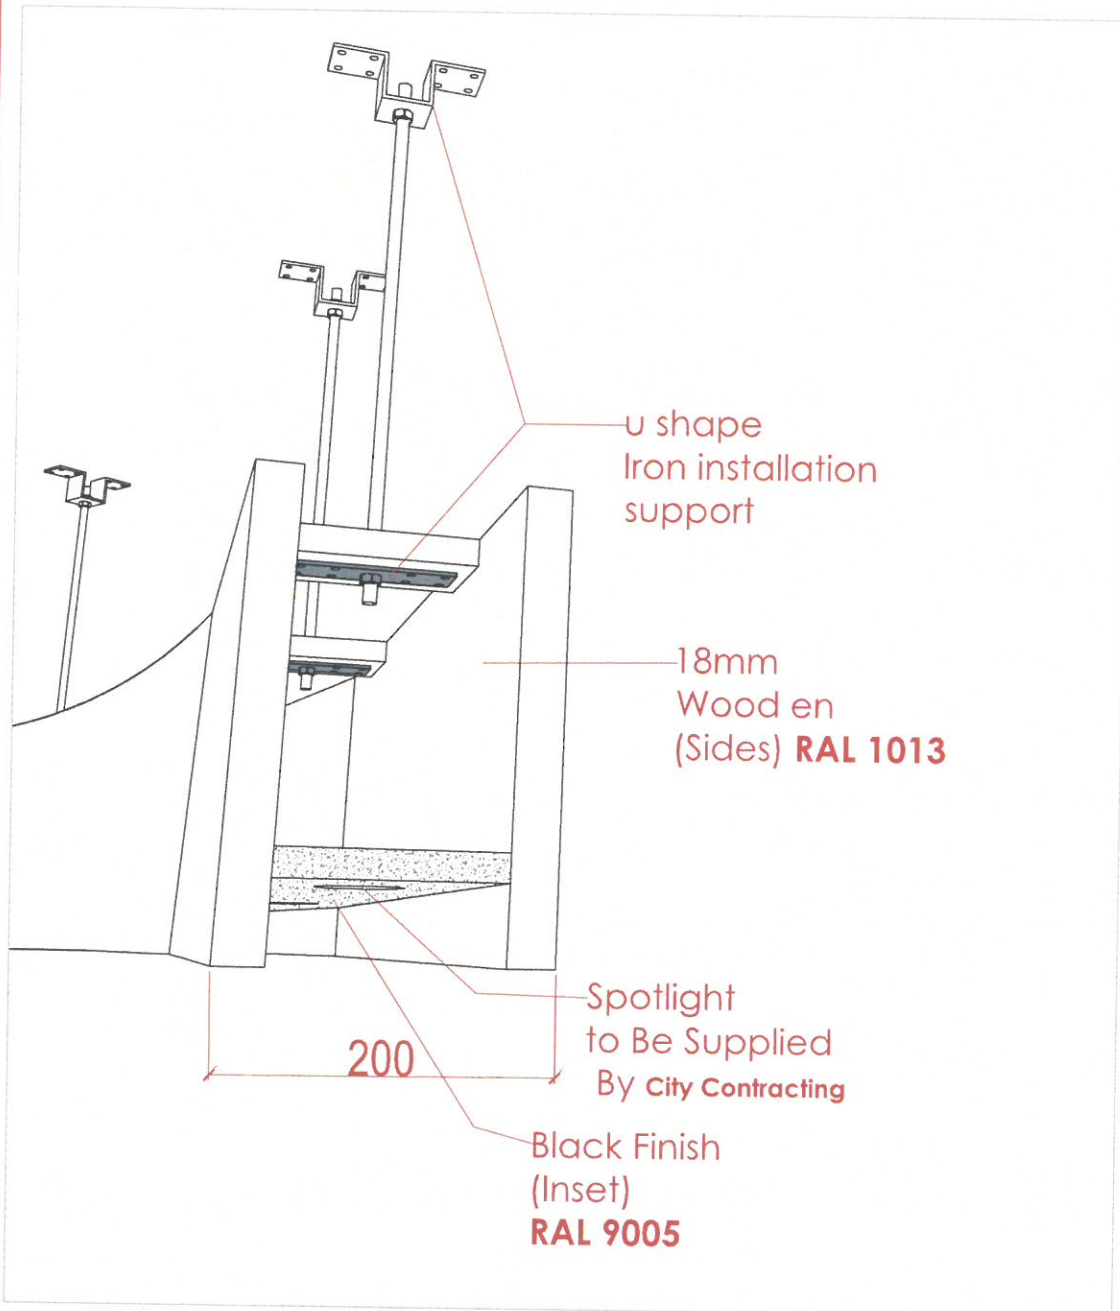 u shape
Iron installation
support
18mm
Wood en
(Sides) RAL 1013
Spotlight
to Be Supplied
By City Contracting
200
Black Finish
(Inset)
RAL 9005